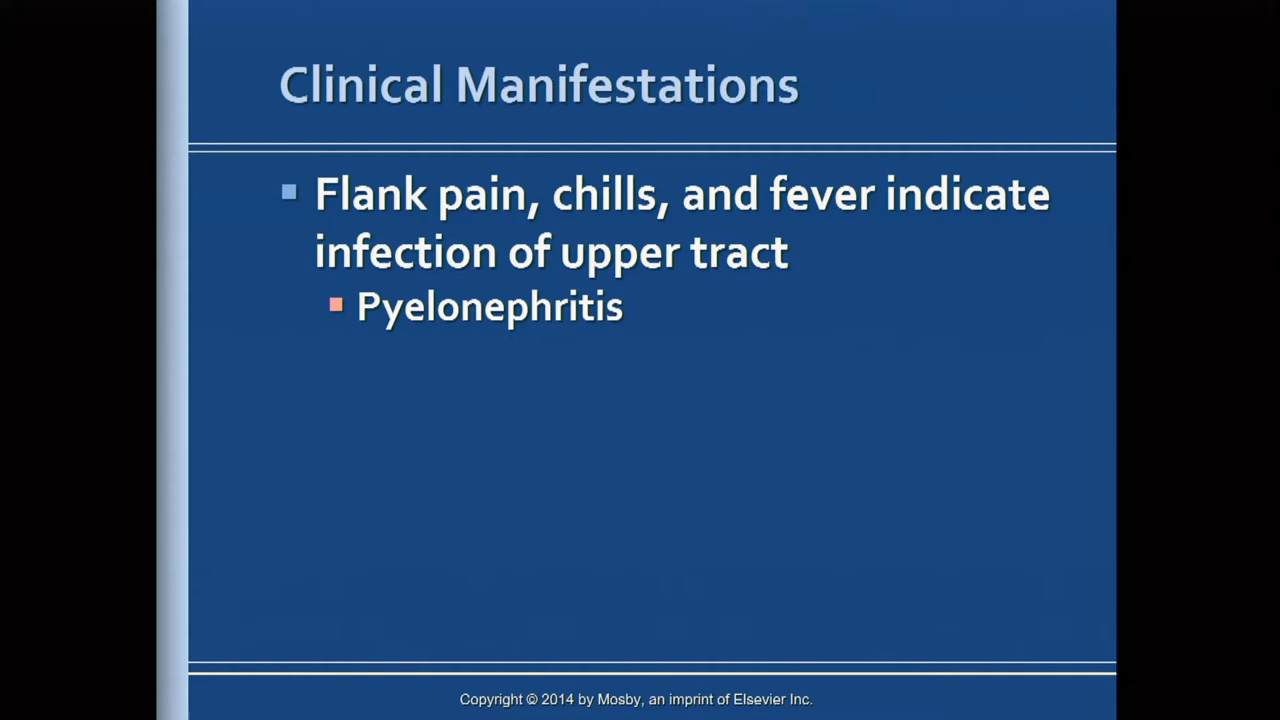 Clinical Manifestations
Flank pain, chills, and fever indicate
infection of upper tract
Pyelonephritis
Copyright © 2014 by Mosby, an imprint of Elsevier Inc.